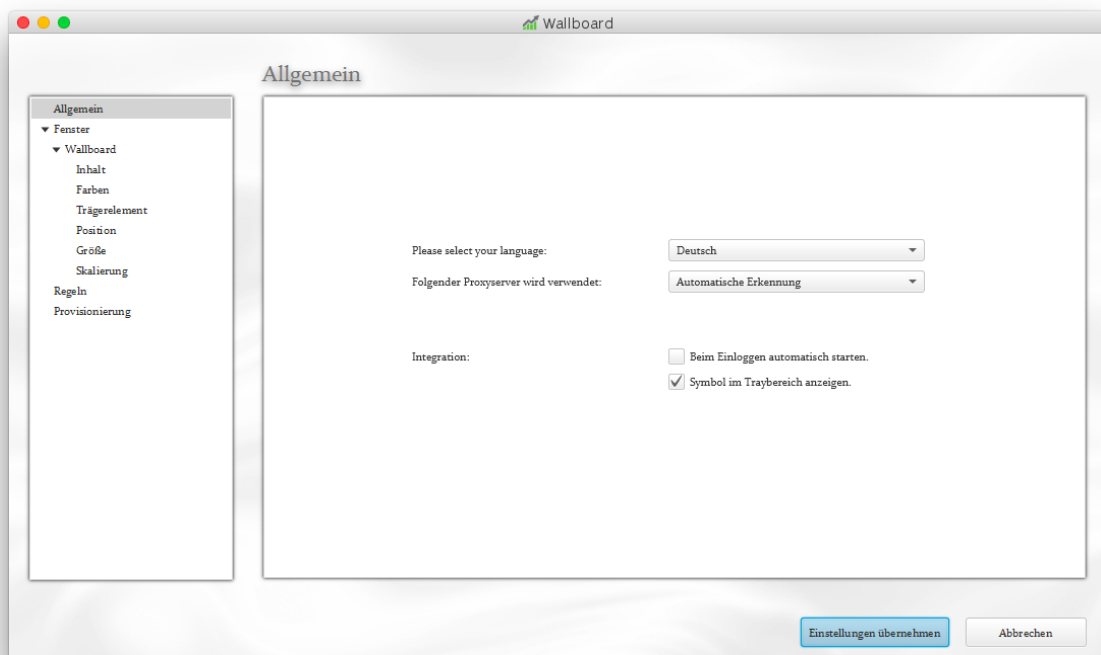 Wallboard
Allgemein
Allgemein
Fenster
Wallboard
Inhalt
Farben
Trägerelement
Position
Größe
Skalierung
Regeln
Provisionierung
Please select your language: Deutsch
Folgender Proxyserver wird verwendet: Automatische Erkennung
Integration: Beim Einloggen automatisch starten.
Symbol im Traybereich anzeigen.
Einstellungen übernehmen Abbrechen